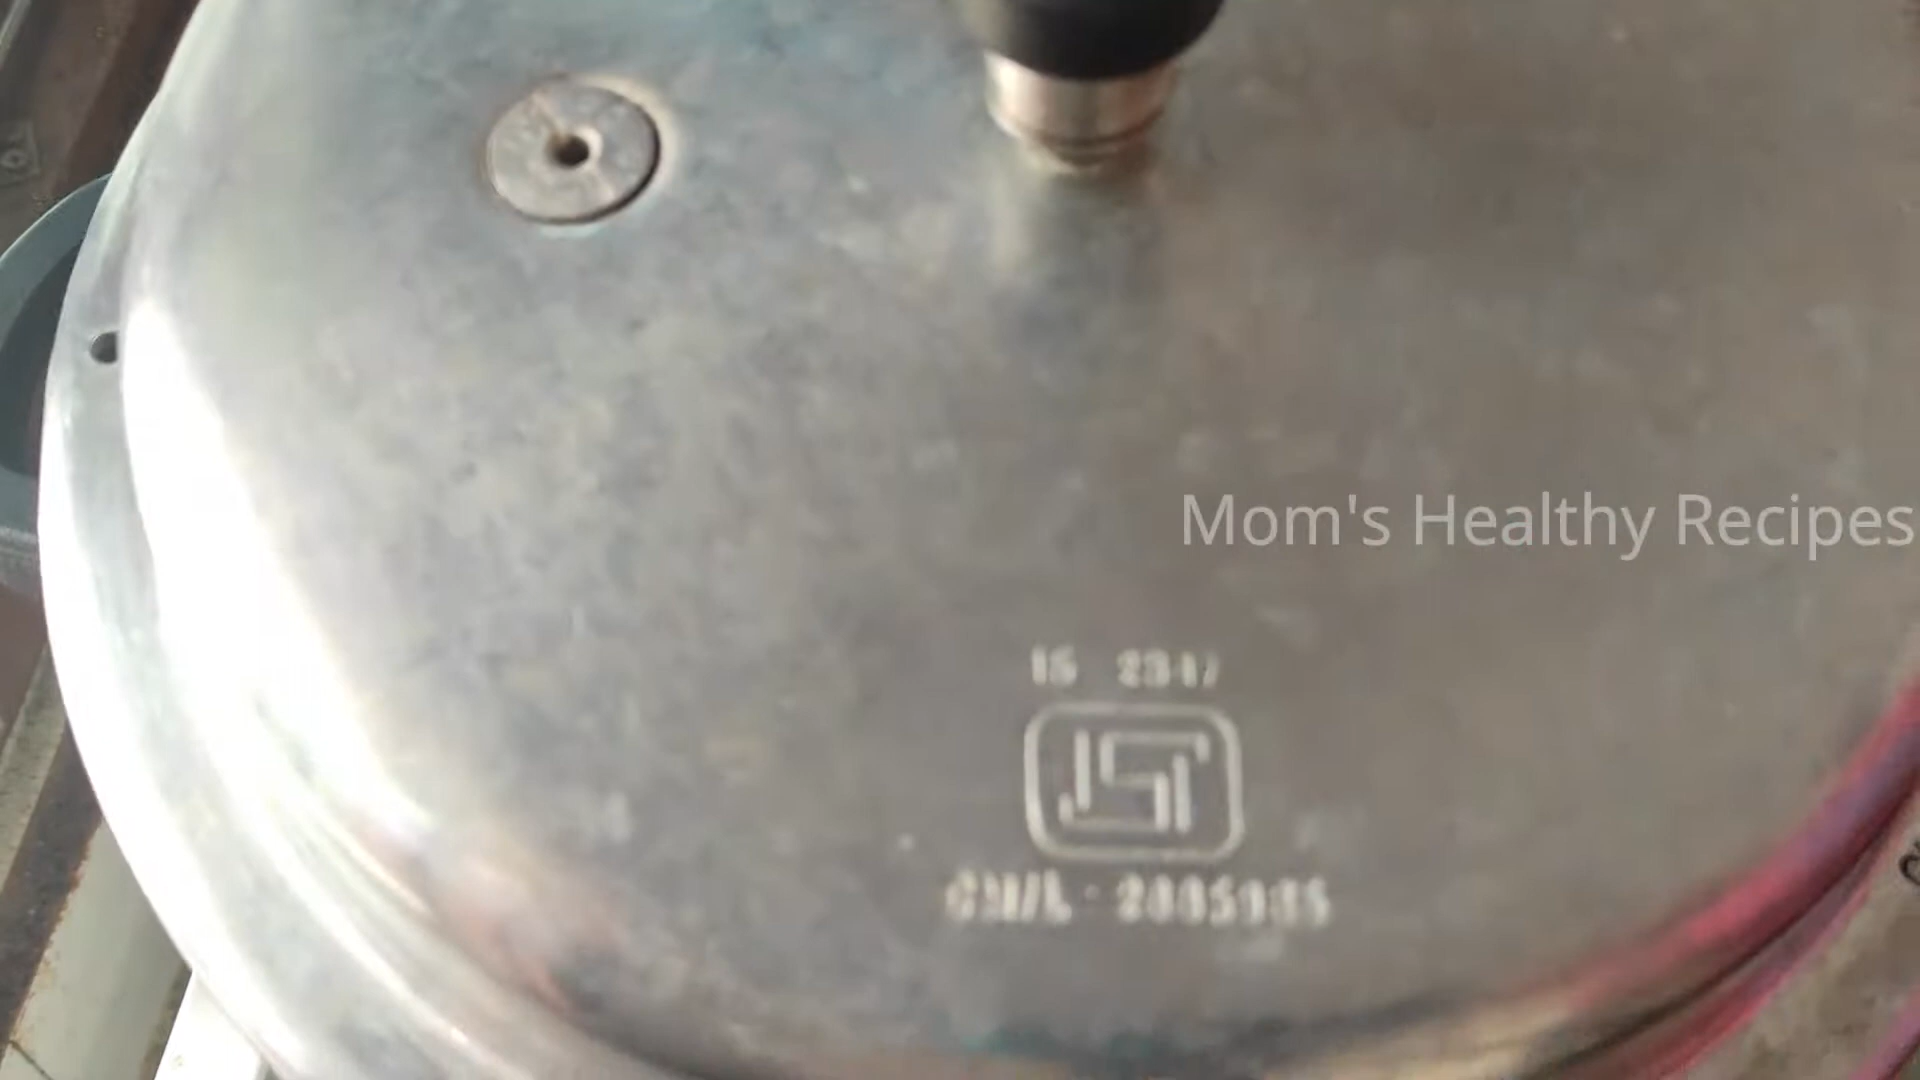 Mom's Healthy Recipes
IS 2347
ISI
CM/L -